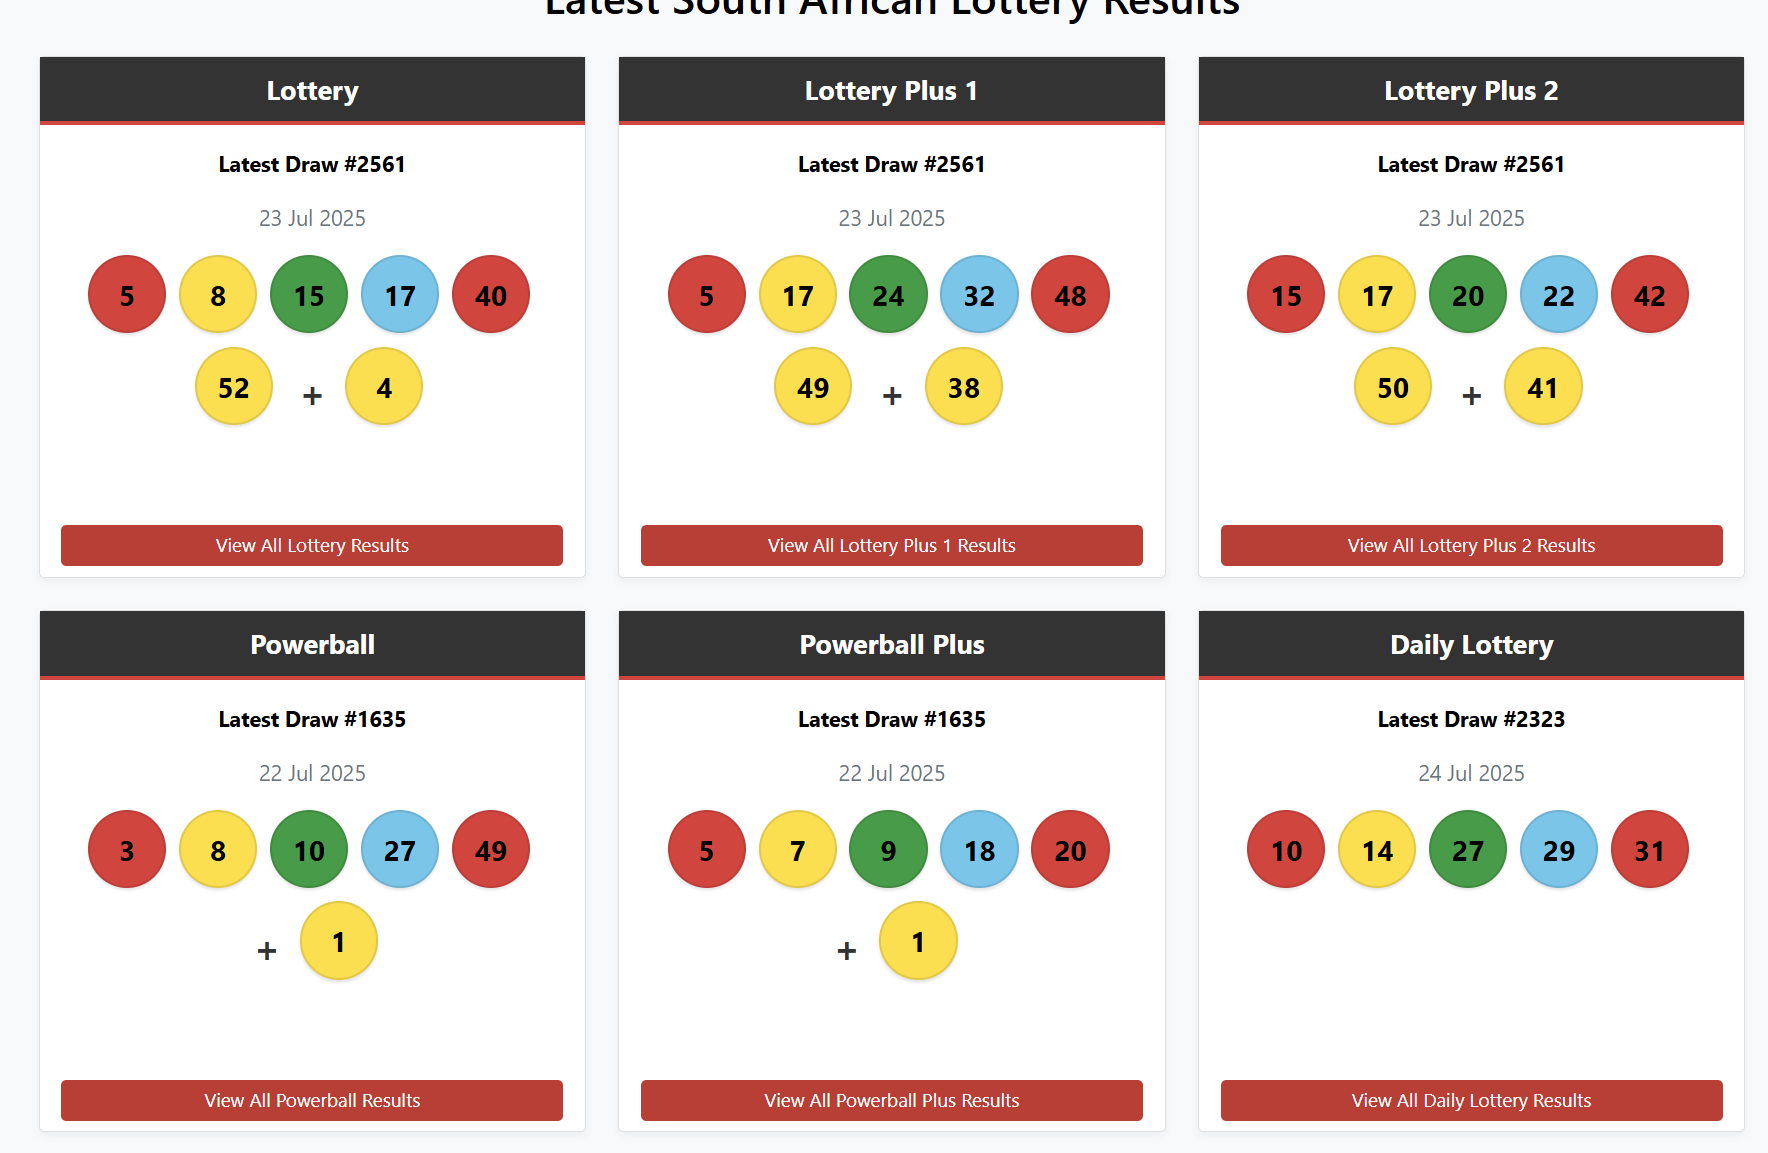 Latest South African Lottery Results
Lottery
Latest Draw #2561
23 Jul 2025
5 8 15 17 40
52 + 4
View All Lottery Results
Lottery Plus 1
Latest Draw #2561
23 Jul 2025
5 17 24 32 48
49 + 38
View All Lottery Plus 1 Results
Lottery Plus 2
Latest Draw #2561
23 Jul 2025
15 17 20 22 42
50 + 41
View All Lottery Plus 2 Results
Powerball
Latest Draw #1635
22 Jul 2025
3 8 10 27 49
+ 1
View All Powerball Results
Powerball Plus
Latest Draw #1635
22 Jul 2025
5 7 9 18 20
+ 1
View All Powerball Plus Results
Daily Lottery
Latest Draw #2323
24 Jul 2025
10 14 27 29 31
View All Daily Lottery Results